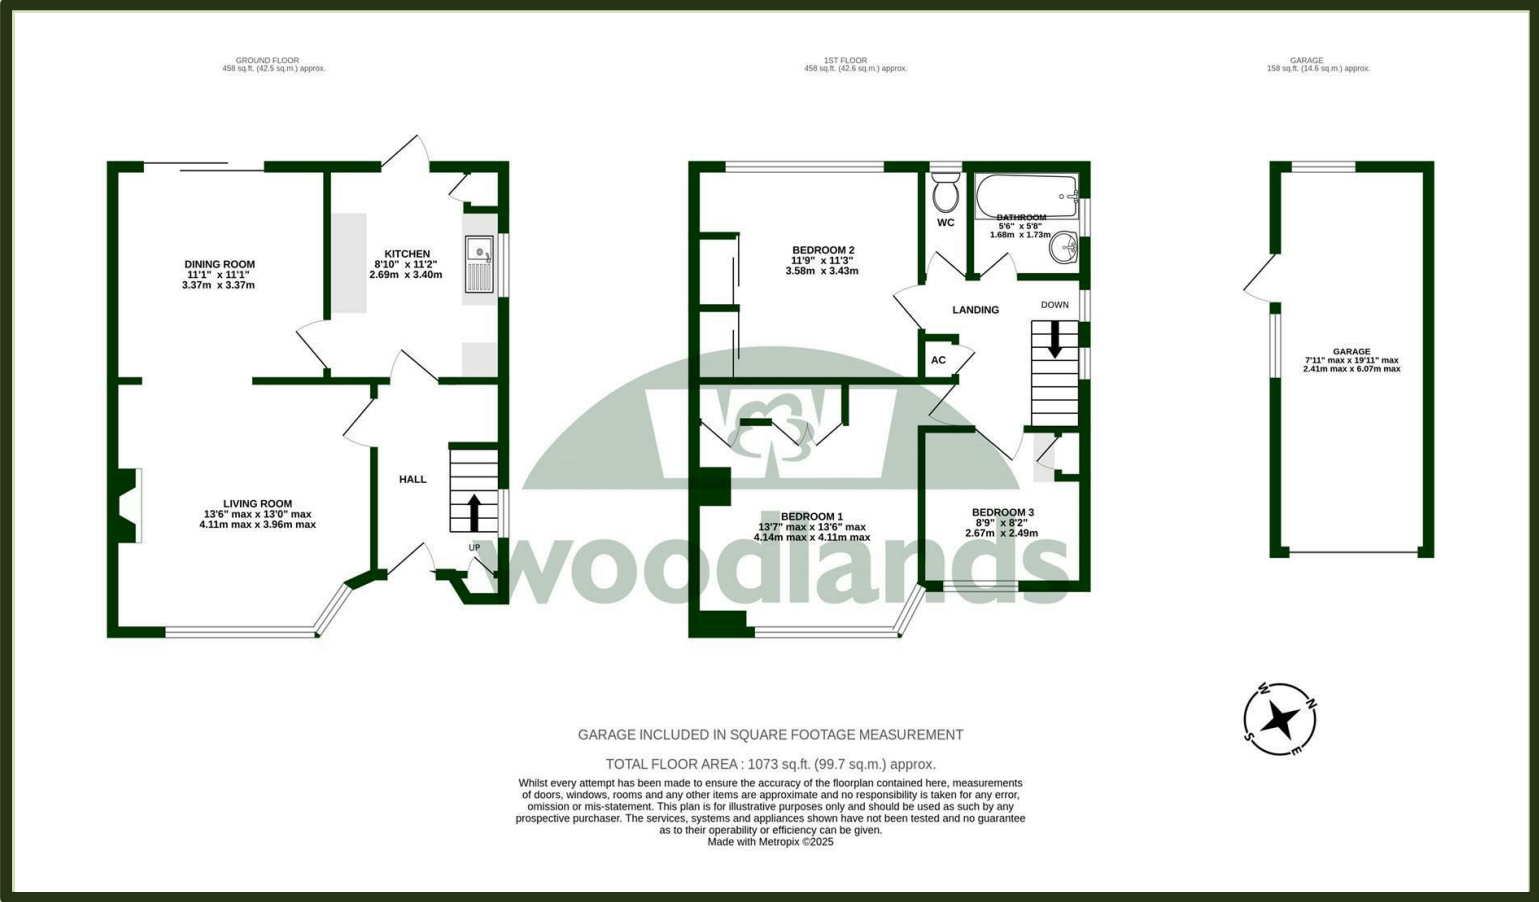 GROUND FLOOR
458 sq.ft. (42.5 sq.m.) approx.
1ST FLOOR
458 sq.ft. (42.6 sq.m.) approx.
GARAGE
158 sq.ft. (14.6 sq.m.) approx.
DINING ROOM
11'1" x 11'1"
3.37m x 3.37m
KITCHEN
8'10" x 11'2"
2.69m x 3.40m
LIVING ROOM
13'6" max x 13'0" max
4.11m max x 3.96m max
HALL
UP
BEDROOM 2
11'9" x 11'3"
3.58m x 3.43m
WC
BATHROOM
5'6" x 5'8"
1.68m x 1.73m
LANDING
DOWN
AC
BEDROOM 1
13'7" max x 13'6" max
4.14m max x 4.11m max
BEDROOM 3
8'9" x 8'2"
2.67m x 2.49m
GARAGE
7'11" max x 19'11" max
2.41m max x 6.07m max
woodlands
W
N
S
E
GARAGE INCLUDED IN SQUARE FOOTAGE MEASUREMENT
TOTAL FLOOR AREA : 1073 sq.ft. (99.7 sq.m.) approx.
Whilst every attempt has been made to ensure the accuracy of the floorplan contained here, measurements
of doors, windows, rooms and any other items are approximate and no responsibility is taken for any error,
omission or mis-statement. This plan is for illustrative purposes only and should be used as such by any
prospective purchaser. The services, systems and appliances shown have not been tested and no guarantee
as to their operability or efficiency can be given.
Made with Metropix ©2025